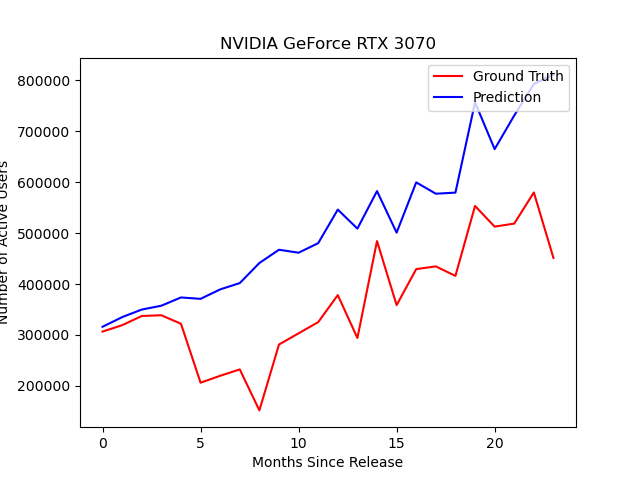 NVIDIA GeForce RTX 3070
Ground Truth
Prediction
800000
700000
600000
500000
400000
300000
200000
Number of Active Users
0 5 10 15 20
Months Since Release